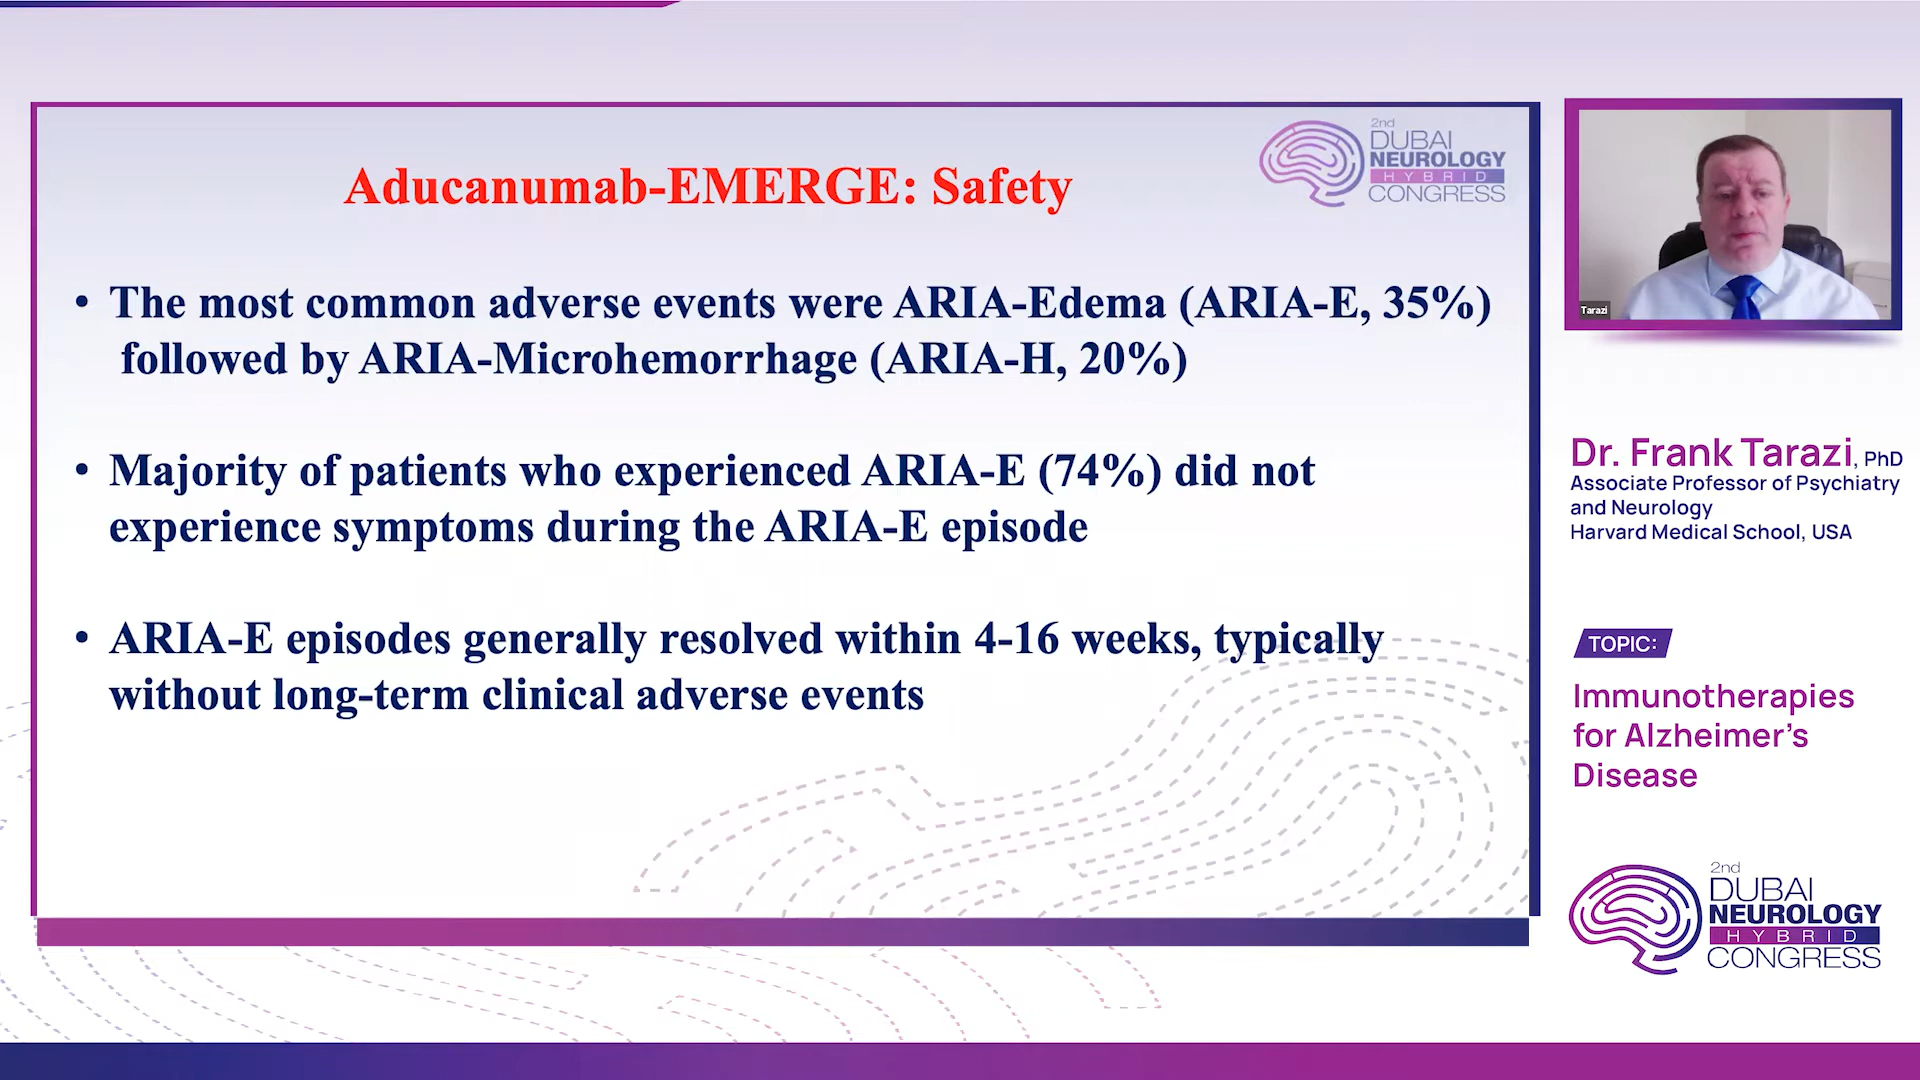 2nd
DUBAI
NEUROLOGY
HYBRID
CONGRESS
Aducanumab-EMERGE: Safety
• The most common adverse events were ARIA-Edema (ARIA-E, 35%)
followed by ARIA-Microhemorrhage (ARIA-H, 20%)
• Majority of patients who experienced ARIA-E (74%) did not
experience symptoms during the ARIA-E episode
• ARIA-E episodes generally resolved within 4-16 weeks, typically
without long-term clinical adverse events
Tarazi
Dr. Frank Tarazi, PhD
Associate Professor of Psychiatry
and Neurology
Harvard Medical School, USA
TOPIC:
Immunotherapies
for Alzheimer's
Disease
2nd
DUBAI
NEUROLOGY
HYBRID
CONGRESS